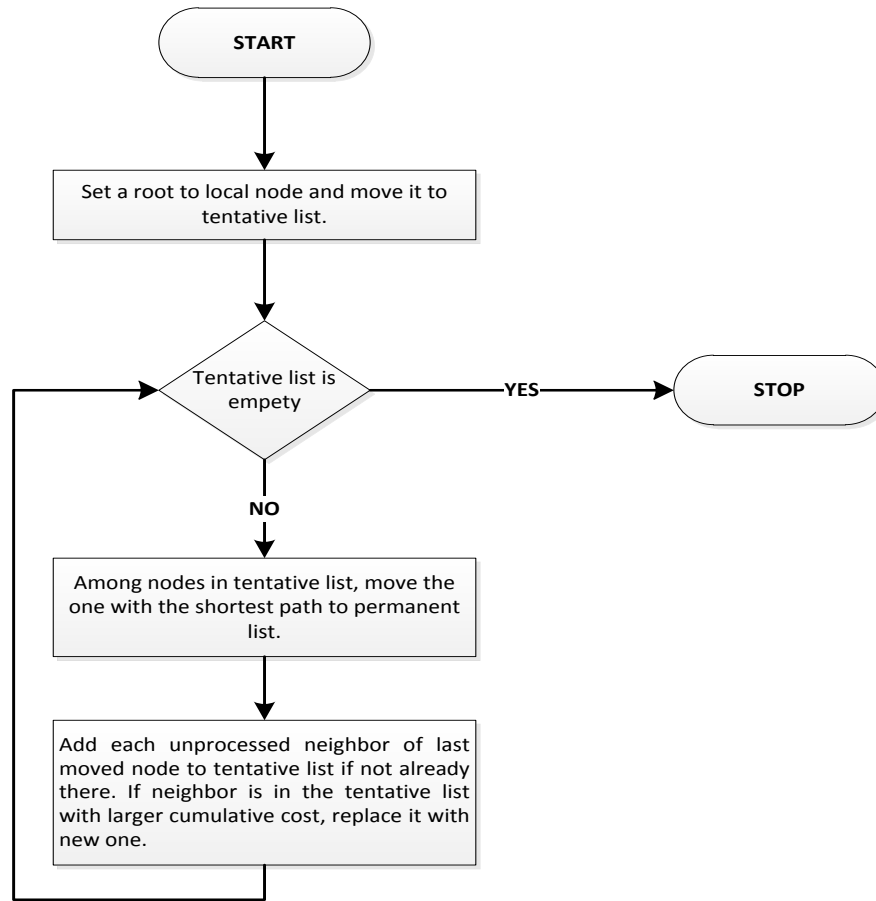 START
Set a root to local node and move it to
tentative list.
Tentative list is
empety
YES
STOP
NO
Among nodes in tentative list, move the
one with the shortest path to permanent
list.
Add each unprocessed neighbor of last
moved node to tentative list if not already
there. If neighbor is in the tentative list
with larger cumulative cost, replace it with
new one.